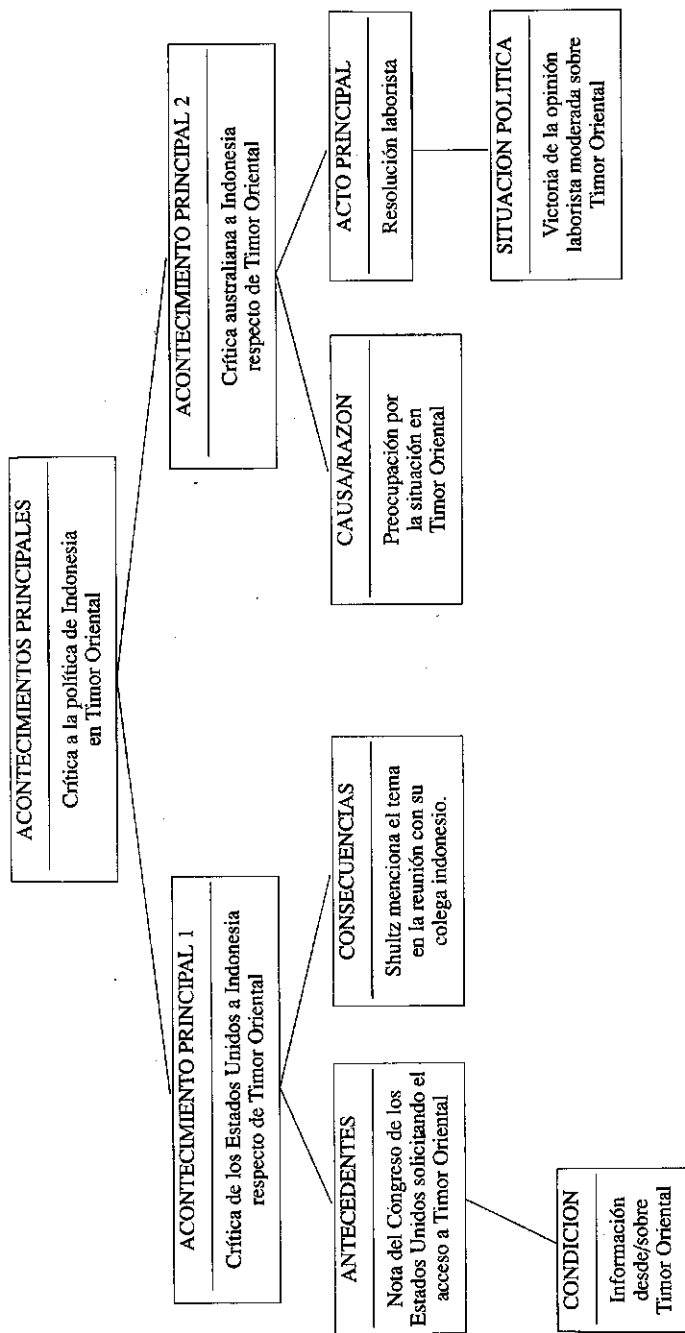 ACONTECIMIENTOS PRINCIPALES
Crítica a la política de Indonesia
en Timor Oriental
ACONTECIMIENTO PRINCIPAL 1
Crítica de los Estados Unidos a Indonesia
respecto de Timor Oriental
ACONTECIMIENTO PRINCIPAL 2
Crítica australiana a Indonesia
respecto de Timor Oriental
ANTECEDENTES
Nota del Congreso de los
Estados Unidos solicitando el
acceso a Timor Oriental
CONSECUENCIAS
Shultz menciona el tema
en la reunión con su
colega indonesio.
CAUSA/RAZON
Preocupación por
la situación en
Timor Oriental
ACTO PRINCIPAL
Resolución laborista
CONDICION
Información
desde/sobre
Timor Oriental
SITUACION POLITICA
Victoria de la opinión
laborista moderada sobre
Timor Oriental